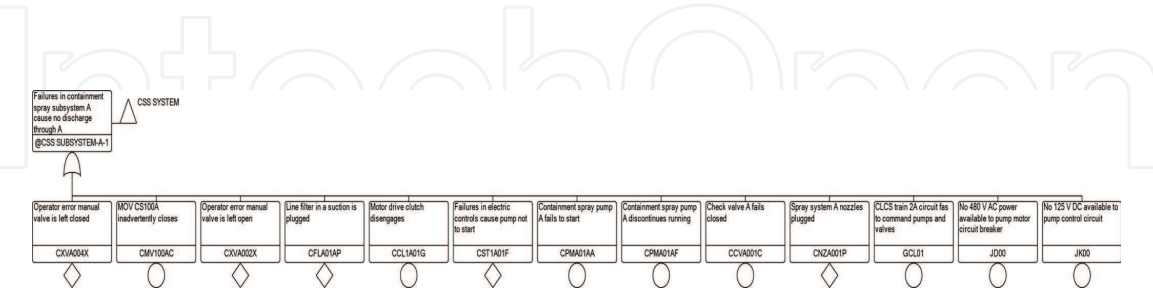 IntechOpen
Failures in containment
spray subsystem A
cause no discharge
through A
@CSS SUBSYSTEM-A-1
CSS SYSTEM
Operator error manual
valve is left closed
CXVA004X
MOV CS100A
inadvertently closes
CMV100AC
Operator error manual
valve is left open
CXVA002X
Line filter in a suction is
plugged
CFLA01AP
Motor drive clutch
disengages
CCL1A01G
Failures in electric
controls cause pump not
to start
CST1A01F
Containment spray pump
A fails to start
CPMA01AA
Containment spray pump
A discontinues running
CPMA01AF
Check valve A fails
closed
CCVA001C
Spray system A nozzles
plugged
CNZA001P
CLCS train 2A circuit fas
to command pumps and
valves
GCL01
No 480 V AC power
available to pump motor
circuit breaker
JD00
No 125 V DC available to
pump control circuit
JK00